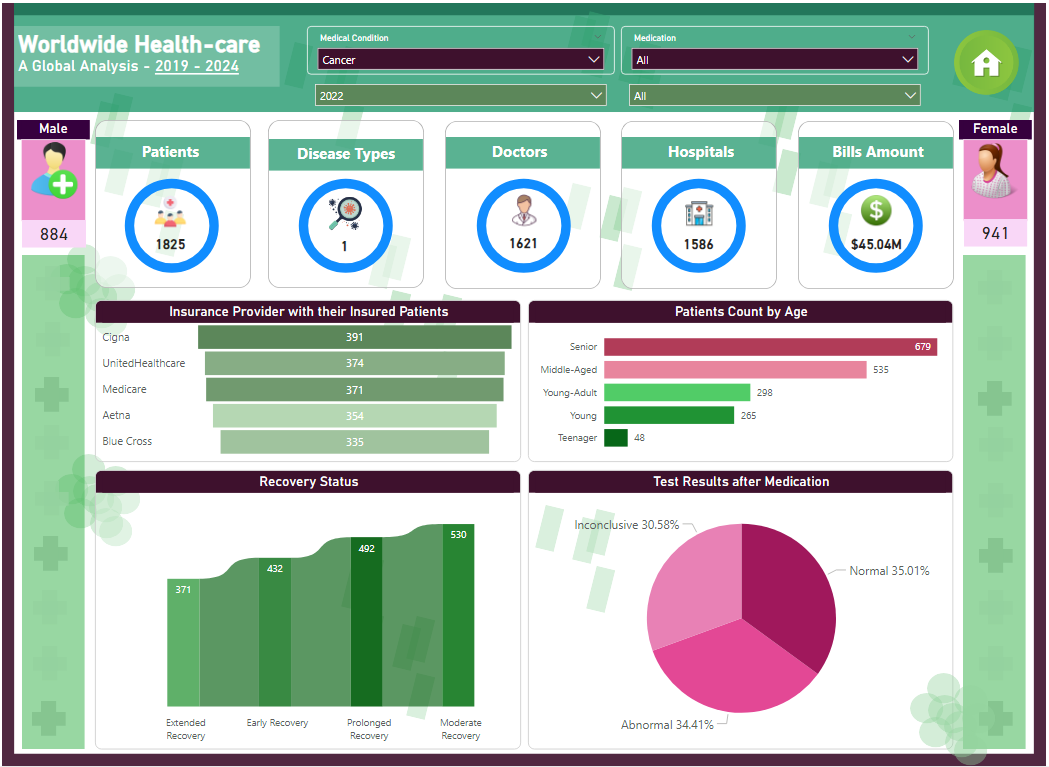 Worldwide Health-care
A Global Analysis - 2019 - 2024
Medical Condition
Cancer
Medication
All
2022
All
Male
884
Patients
1825
Disease Types
1
Doctors
1621
Hospitals
1586
Bills Amount
$45.04M
Female
941
Insurance Provider with their Insured Patients
Cigna 391
UnitedHealthcare 374
Medicare 371
Aetna 354
Blue Cross 335
Patients Count by Age
Senior 679
Middle-Aged 535
Young-Adult 298
Young 265
Teenager 48
Recovery Status
371
432
492
530
Extended
Recovery
Early Recovery
Prolonged
Recovery
Moderate
Recovery
Test Results after Medication
Inconclusive 30.58%
Normal 35.01%
Abnormal 34.41%